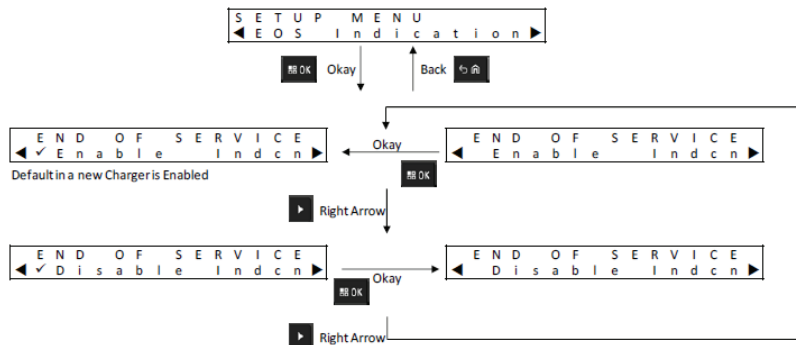 SETUP MENU
◀EOS Indication▶
OK Okay Back
END OF SERVICE
◀✓Enable Indcn▶
Okay
END OF SERVICE
◀ Enable Indcn▶
OK
Default in a new Charger is Enabled
Right Arrow
END OF SERVICE
◀✓Disable Indcn▶
Okay
END OF SERVICE
◀ Disable Indcn▶
OK
Right Arrow